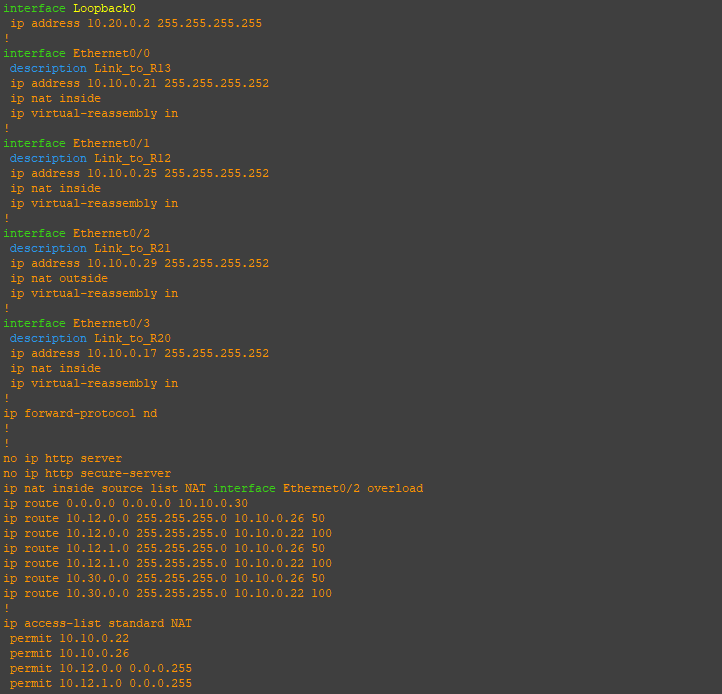 interface Loopback0
 ip address 10.20.0.2 255.255.255.255
!
interface Ethernet0/0
 description Link_to_R13
 ip address 10.10.0.21 255.255.255.252
 ip nat inside
 ip virtual-reassembly in
!
interface Ethernet0/1
 description Link_to_R12
 ip address 10.10.0.25 255.255.255.252
 ip nat inside
 ip virtual-reassembly in
!
interface Ethernet0/2
 description Link_to_R21
 ip address 10.10.0.29 255.255.255.252
 ip nat outside
 ip virtual-reassembly in
!
interface Ethernet0/3
 description Link_to_R20
 ip address 10.10.0.17 255.255.255.252
 ip nat inside
 ip virtual-reassembly in
!
ip forward-protocol nd
!
!
no ip http server
no ip http secure-server
ip nat inside source list NAT interface Ethernet0/2 overload
ip route 0.0.0.0 0.0.0.0 10.10.0.30
ip route 10.12.0.0 255.255.255.0 10.10.0.26 50
ip route 10.12.0.0 255.255.255.0 10.10.0.22 100
ip route 10.12.1.0 255.255.255.0 10.10.0.26 50
ip route 10.12.1.0 255.255.255.0 10.10.0.22 100
ip route 10.30.0.0 255.255.255.0 10.10.0.26 50
ip route 10.30.0.0 255.255.255.0 10.10.0.22 100
!
ip access-list standard NAT
 permit 10.10.0.22
 permit 10.10.0.26
 permit 10.12.0.0 0.0.0.255
 permit 10.12.1.0 0.0.0.255